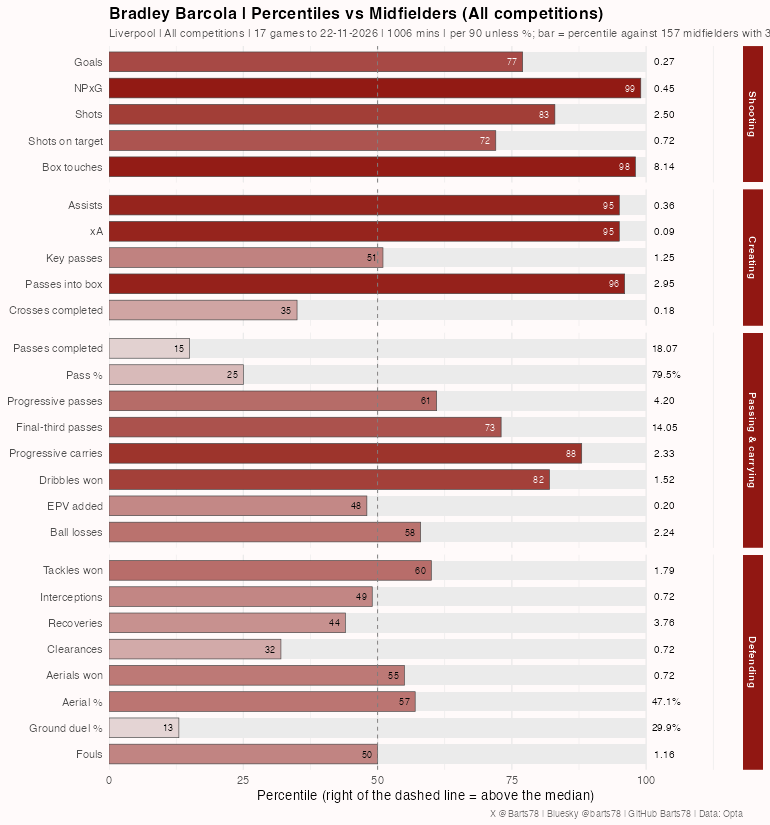 Bradley Barcola | Percentiles vs Midfielders (All competitions)
Liverpool | All competitions | 17 games to 22-11-2026 | 1006 mins | per 90 unless %; bar = percentile against 157 midfielders with 3
Goals 77 0.27
NPxG 99 0.45
Shots 83 2.50
Shots on target 72 0.72
Box touches 98 8.14
Shooting
Assists 95 0.36
xA 95 0.09
Key passes 51 1.25
Passes into box 96 2.95
Crosses completed 35 0.18
Creating
Passes completed 15 18.07
Pass % 25 79.5%
Progressive passes 61 4.20
Final-third passes 73 14.05
Progressive carries 88 2.33
Dribbles won 82 1.52
EPV added 48 0.20
Ball losses 58 2.24
Passing & carrying
Tackles won 60 1.79
Interceptions 49 0.72
Recoveries 44 3.76
Clearances 32 0.72
Aerials won 55 0.72
Aerial % 57 47.1%
Ground duel % 13 29.9%
Fouls 50 1.16
Defending
0 25 50 75 100
Percentile (right of the dashed line = above the median)
X @Barts78 | Bluesky @barts78 | GitHub Barts78 | Data: Opta